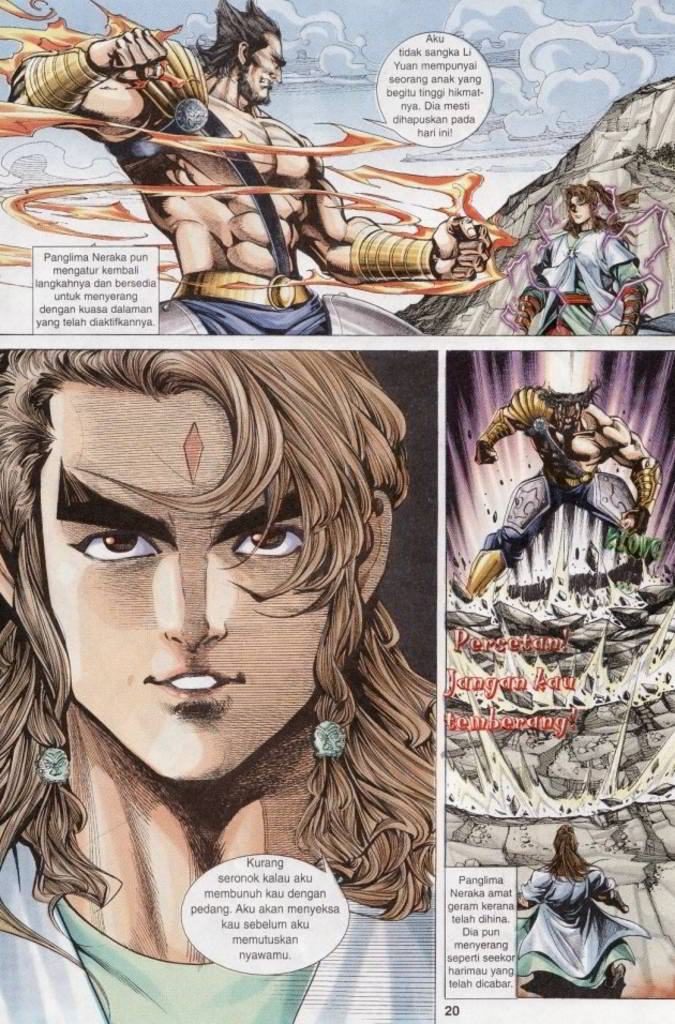 Aku
tidak sangka Li
Yuan mempunyai
seorang anak yang
begitu tinggi hikmat-
nya. Dia mesti
dihapuskan pada
hari ini!
Panglima Neraka pun
mengatur kembali
langkahnya dan bersedia
untuk menyerang
dengan kuasa dalaman
yang telah diaktifkannya.
Kurang
seronok kalau aku
membunuh kau dengan
pedang. Aku akan menyeksa
kau sebelum aku
memutuskan
nyawamu.
Persetan!
Jangan kau
temberang!
Panglima
Neraka amat
geram kerana
telah dihina.
Dia pun
menyerang
seperti seekor
harimau yang
telah dicabar.
20